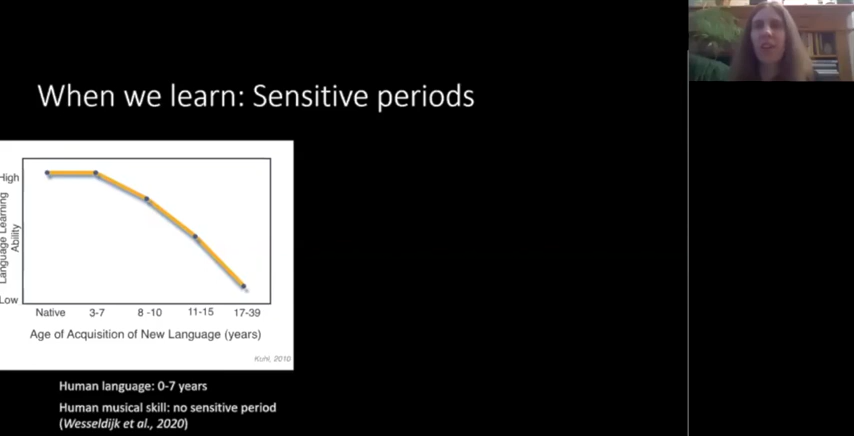 When we learn: Sensitive periods
High
Language Learning
Ability
Low
Native 3-7 8 -10 11-15 17-39
Age of Acquisition of New Language (years)
Kuhl, 2010
Human language: 0-7 years
Human musical skill: no sensitive period
(Wesseldijk et al., 2020)